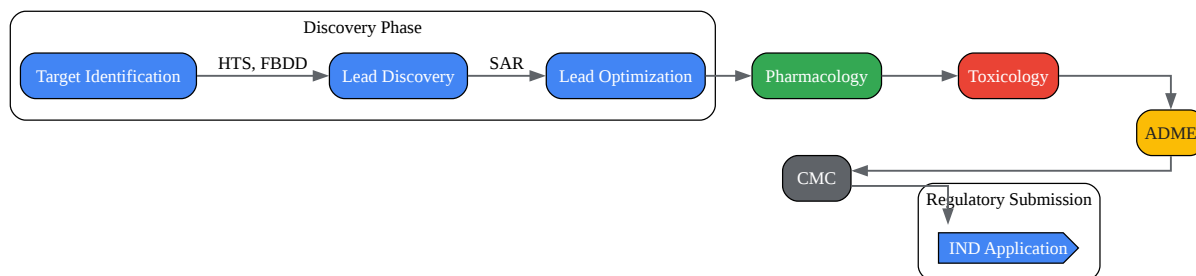 Discovery Phase
Target Identification
HTS, FBDD
Lead Discovery
SAR
Lead Optimization
Pharmacology
Toxicology
ADME
CMC
Regulatory Submission
IND Application